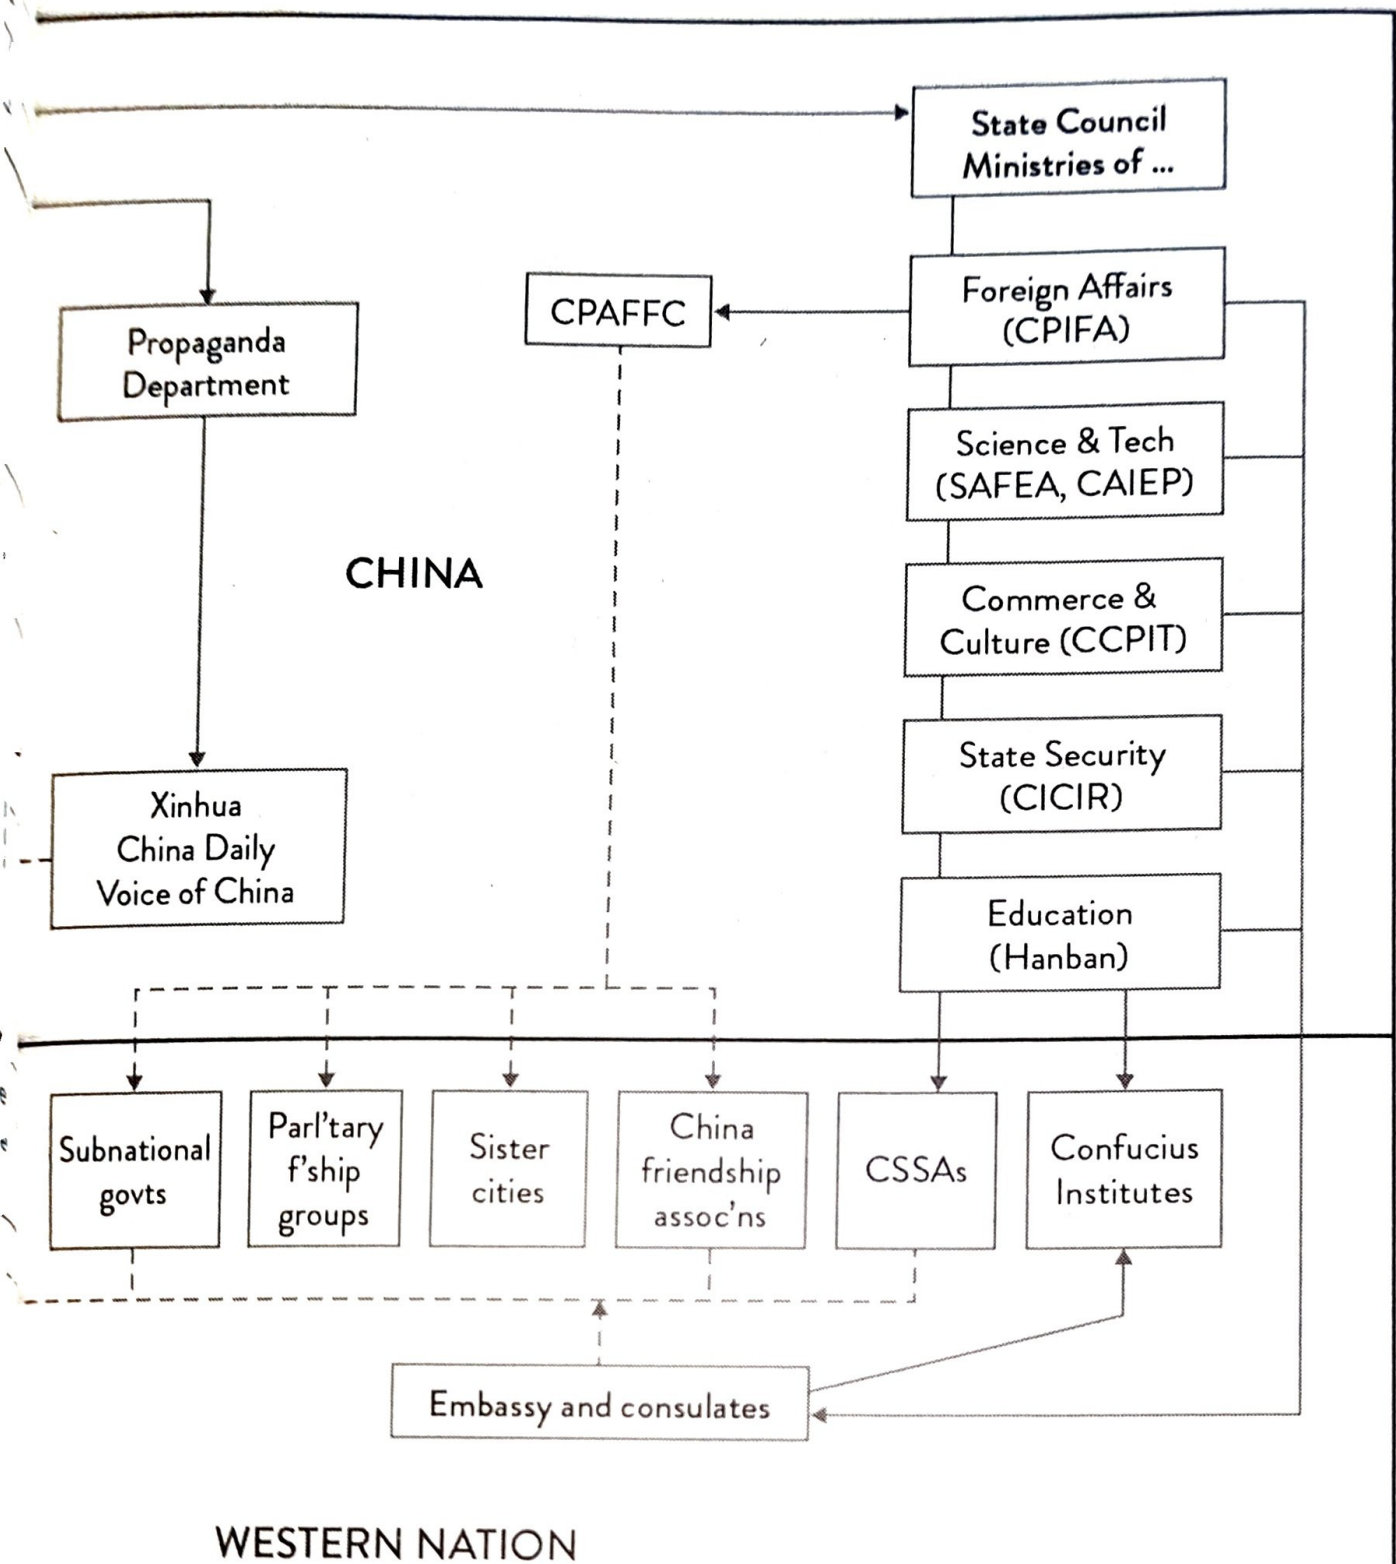 State Council
Ministries of ...
Foreign Affairs
(CPIFA)
CPAFFC
Propaganda
Department
Science & Tech
(SAFEA, CAIEP)
CHINA
Commerce &
Culture (CCPIT)
State Security
(CICIR)
Xinhua
China Daily
Voice of China
Education
(Hanban)
Subnational
govts
Parl'tary
f'ship
groups
Sister
cities
China
friendship
assoc'ns
CSSAs
Confucius
Institutes
Embassy and consulates
WESTERN NATION